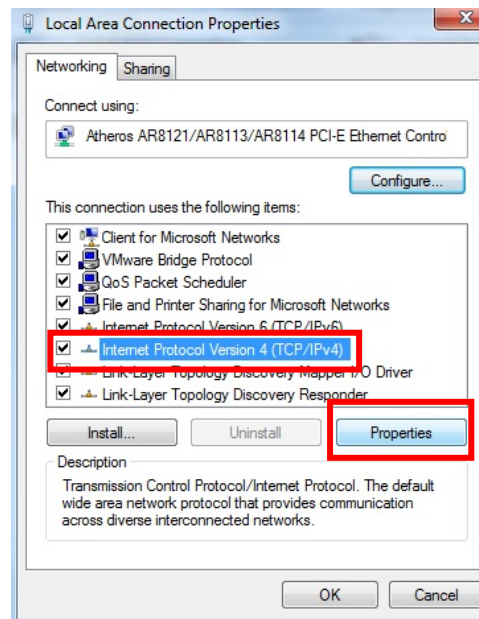 Local Area Connection Properties
Networking Sharing
Connect using:
Atheros AR8121/AR8113/AR8114 PCI-E Ethernet Contro
Configure...
This connection uses the following items:
Client for Microsoft Networks
VMware Bridge Protocol
QoS Packet Scheduler
File and Printer Sharing for Microsoft Networks
Internet Protocol Version 6 (TCP/IPv6)
Internet Protocol Version 4 (TCP/IPv4)
Link-Layer Topology Discovery Mapper I/O Driver
Link-Layer Topology Discovery Responder
Install... Uninstall Properties
Description
Transmission Control Protocol/Internet Protocol. The default
wide area network protocol that provides communication
across diverse interconnected networks.
OK Cancel